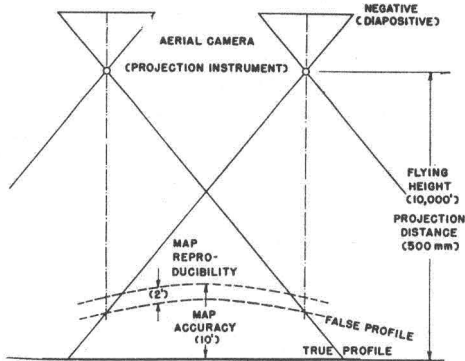 NEGATIVE
(DIAPOSITIVE)
AERIAL CAMERA
(PROJECTION INSTRUMENT)
FLYING
HEIGHT
(10,000')
PROJECTION
DISTANCE
(500 mm)
MAP
REPRO-
DUCIBILITY
(2')
MAP
ACCURACY
(10')
FALSE PROFILE
TRUE PROFILE